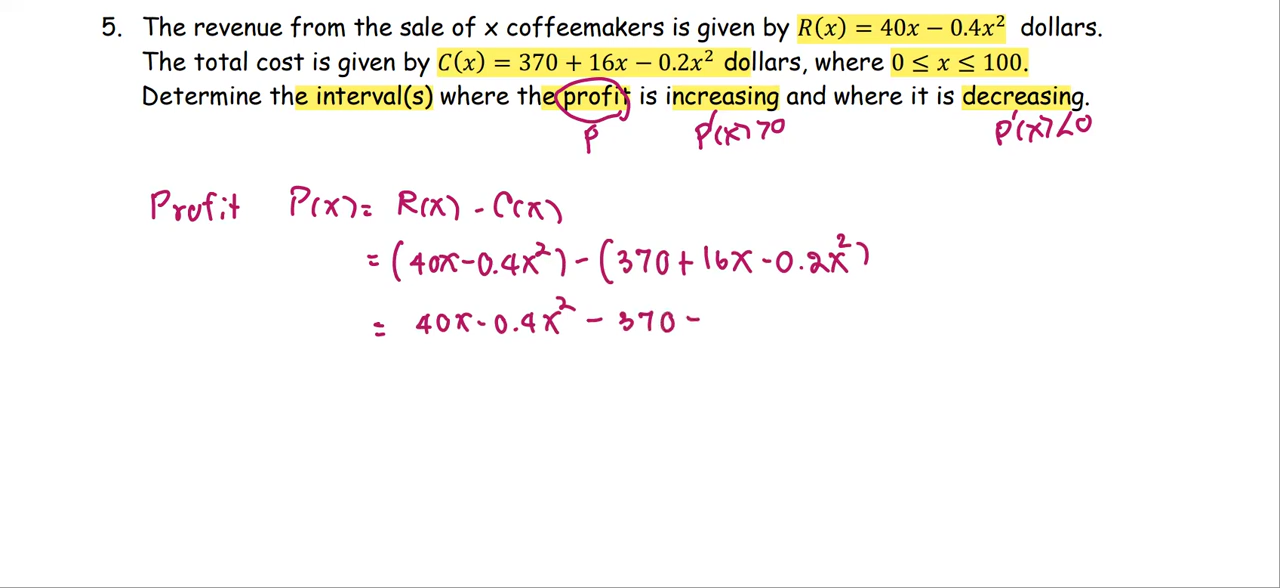 5. The revenue from the sale of x coffeemakers is given by R(x) = 40x − 0.4x² dollars.
The total cost is given by C(x) = 370 + 16x − 0.2x² dollars, where 0 ≤ x ≤ 100.
Determine the interval(s) where the profit is increasing and where it is decreasing.
P P'(x)>0 P'(x)<0
Profit P(x) = R(x) - C(x)
= (40x-0.4x²) - (370+16x-0.2x²)
= 40x-0.4x² - 370 -